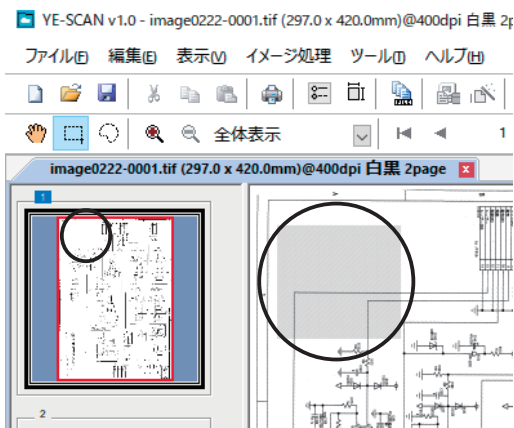 YE-SCAN v1.0 - image0222-0001.tif (297.0 x 420.0mm)@400dpi 白黒 2p
ファイル(F) 編集(E) 表示(V) イメージ処理 ツール(T) ヘルプ(H)
全体表示 1
image0222-0001.tif (297.0 x 420.0mm)@400dpi 白黒 2page
1
2